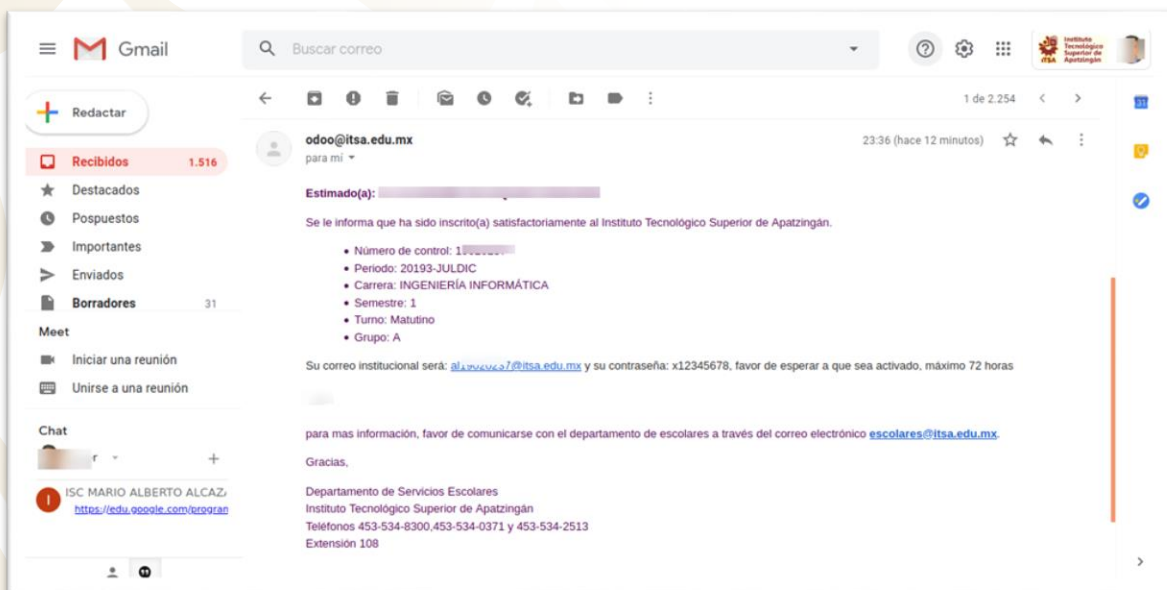 Gmail
Buscar correo
Instituto
Tecnológico
Superior de
Apatzingán
ITSA
Redactar
1 de 2.254
31
odoo@itsa.edu.mx
23:36 (hace 12 minutos)
para mí
Recibidos 1.516
Destacados
Pospuestos
Importantes
Enviados
Borradores 31
Meet
Iniciar una reunión
Unirse a una reunión
Chat
ISC MARIO ALBERTO ALCAZ
https://edu.google.com/program
Estimado(a):
Se le informa que ha sido inscrito(a) satisfactoriamente al Instituto Tecnológico Superior de Apatzingán.
• Número de control:
• Periodo: 20193-JULDIC
• Carrera: INGENIERÍA INFORMÁTICA
• Semestre: 1
• Turno: Matutino
• Grupo: A
Su correo institucional será: @itsa.edu.mx y su contraseña: x12345678, favor de esperar a que sea activado, máximo 72 horas
para mas información, favor de comunicarse con el departamento de escolares a través del correo electrónico escolares@itsa.edu.mx.
Gracias,
Departamento de Servicios Escolares
Instituto Tecnológico Superior de Apatzingán
Teléfonos 453-534-8300,453-534-0371 y 453-534-2513
Extensión 108